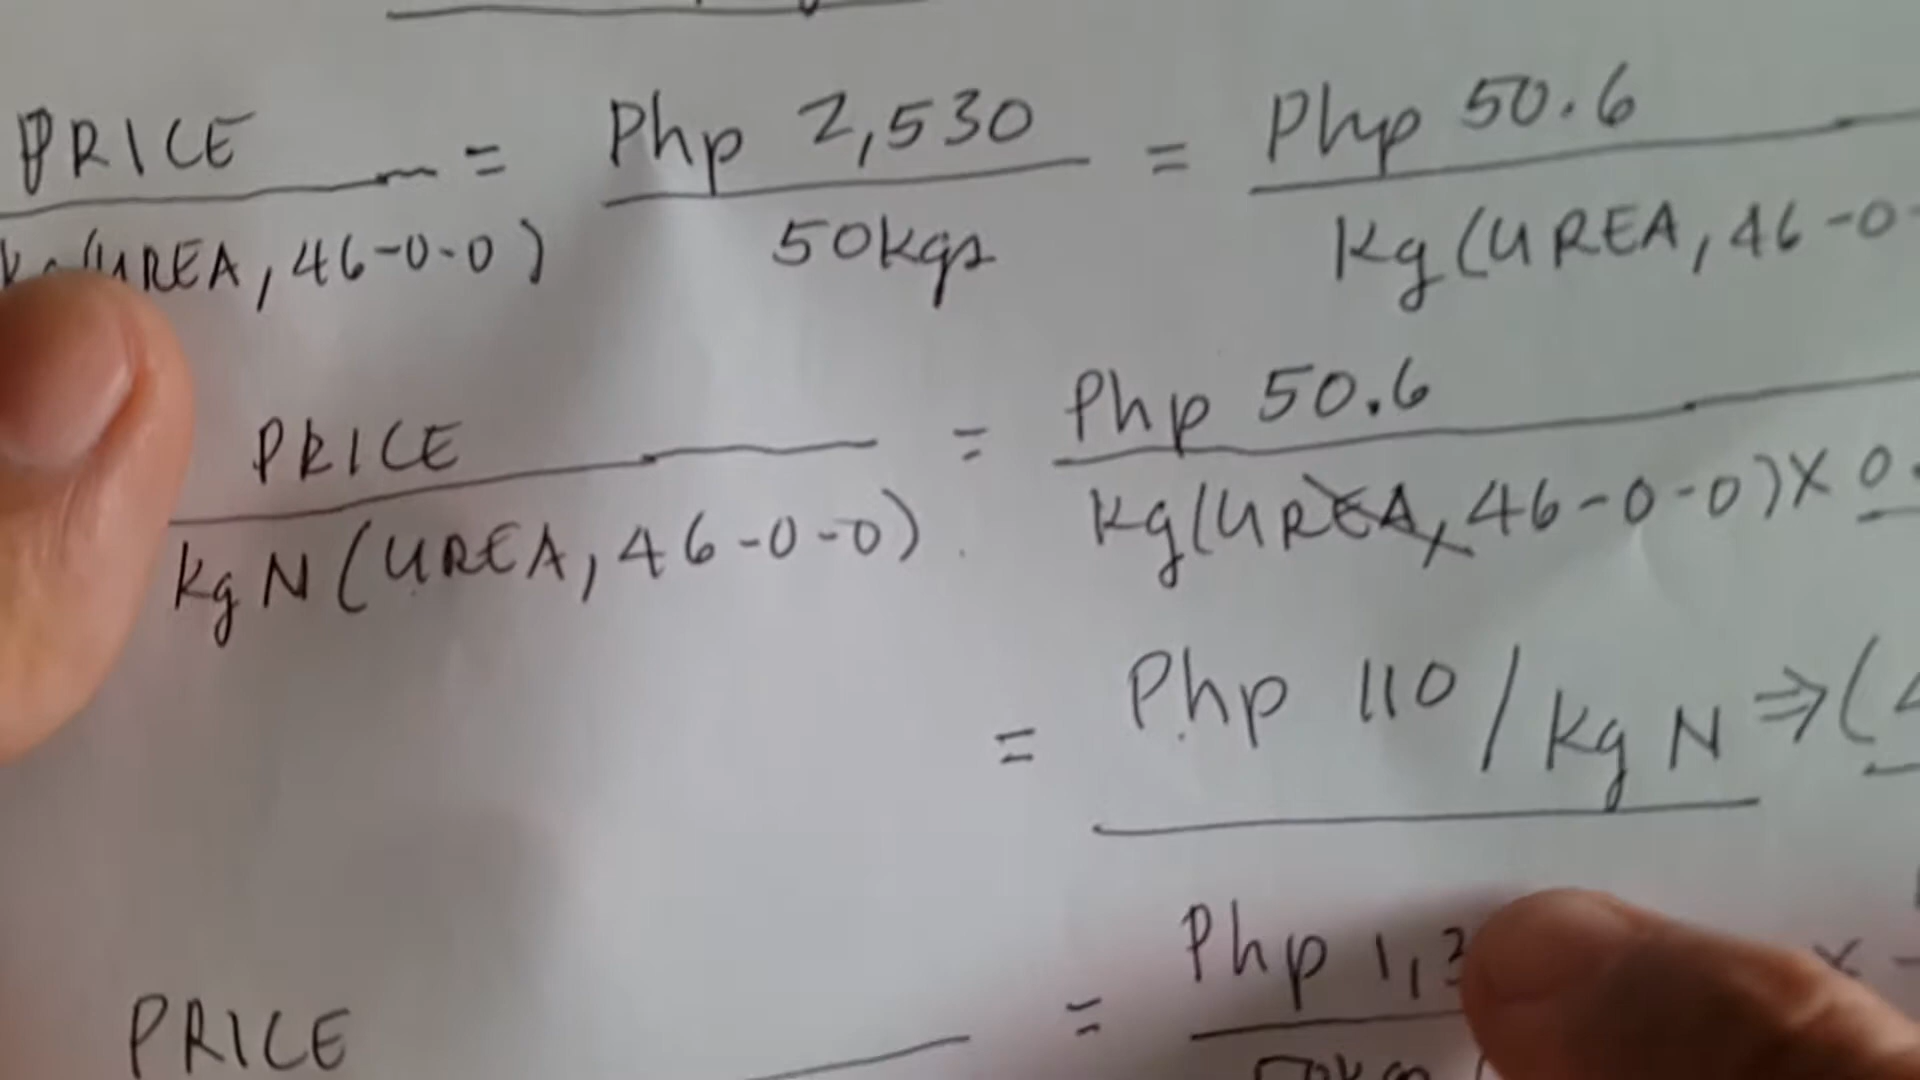 PRICE = Php 2,530 = Php 50.6
Kg (UREA, 46-0-0) 50kgs Kg (UREA, 46-0-
PRICE = Php 50.6
kg N (UREA, 46-0-0) Kg (UREA, 46-0-0) X 0.
= Php 110 / kg N ⇒ (
PRICE = Php 1,3 x